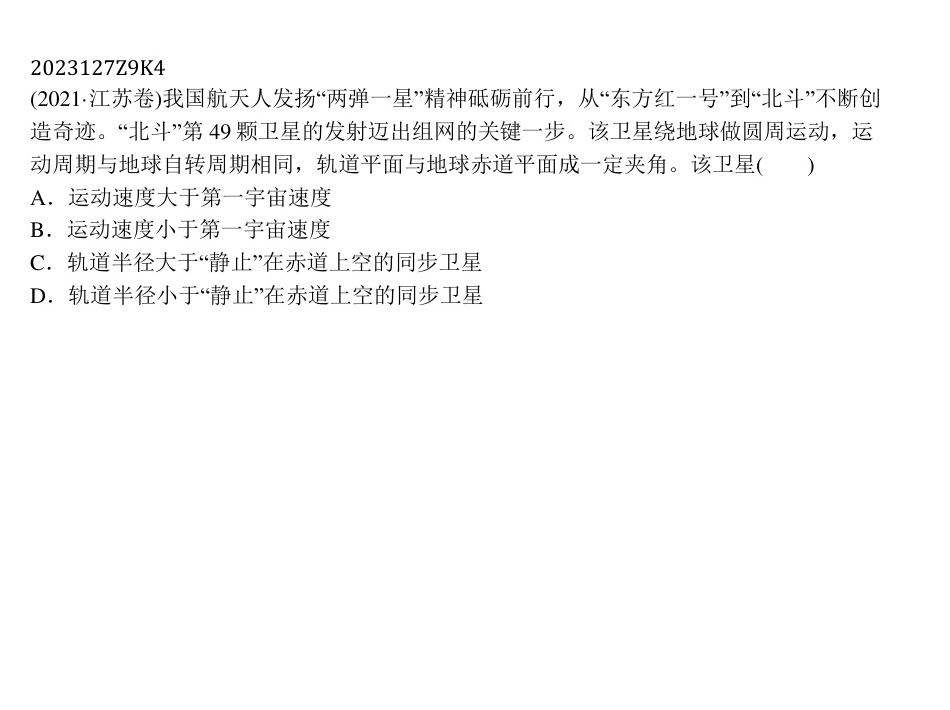 2023127Z9K4
(2021·江苏卷)我国航天人发扬“两弹一星”精神砥砺前行，从“东方红一号”到“北斗”不断创
造奇迹。“北斗”第 49 颗卫星的发射迈出组网的关键一步。该卫星绕地球做圆周运动，运
动周期与地球自转周期相同，轨道平面与地球赤道平面成一定夹角。该卫星(　　)
A．运动速度大于第一宇宙速度
B．运动速度小于第一宇宙速度
C．轨道半径大于“静止”在赤道上空的同步卫星
D．轨道半径小于“静止”在赤道上空的同步卫星